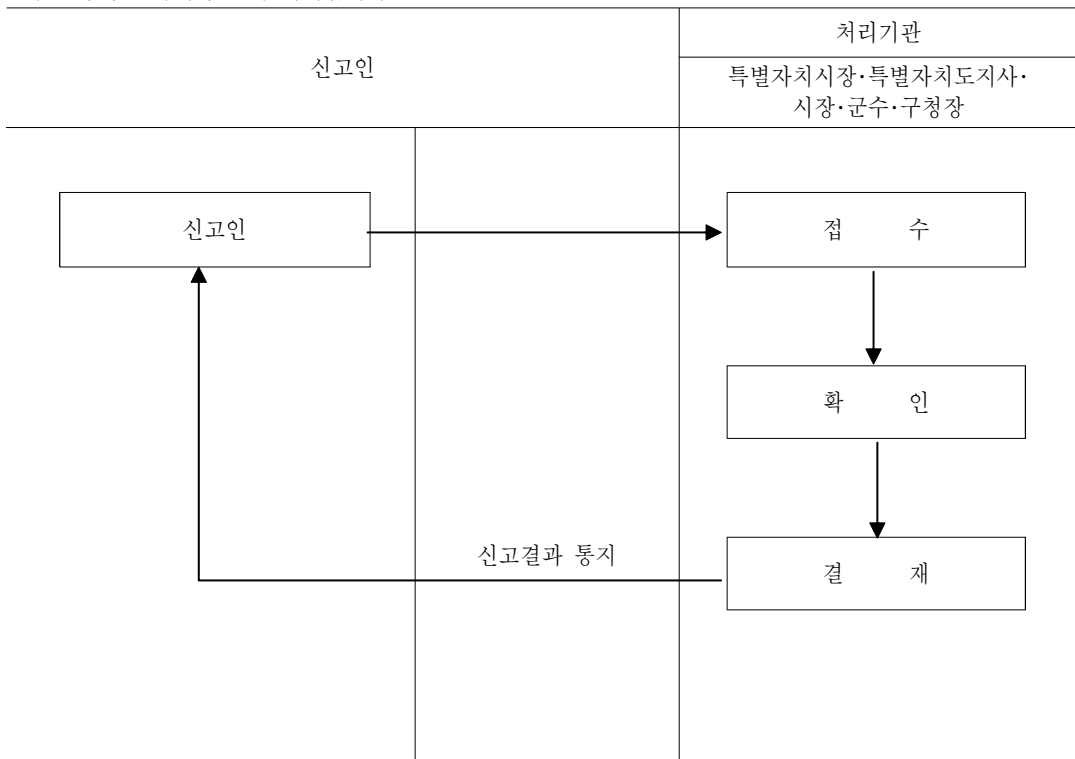 신고인
처리기관
특별자치시장·특별자치도지사·
시장·군수·구청장
신고인
접 수
확 인
신고결과 통지
결 재